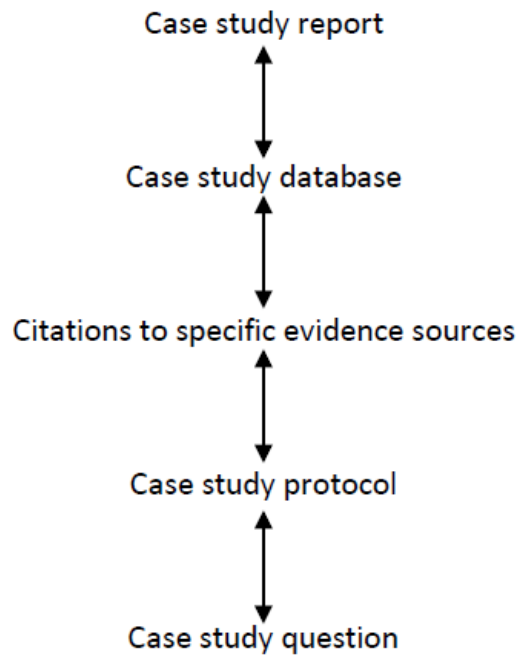 Case study report
Case study database
Citations to specific evidence sources
Case study protocol
Case study question